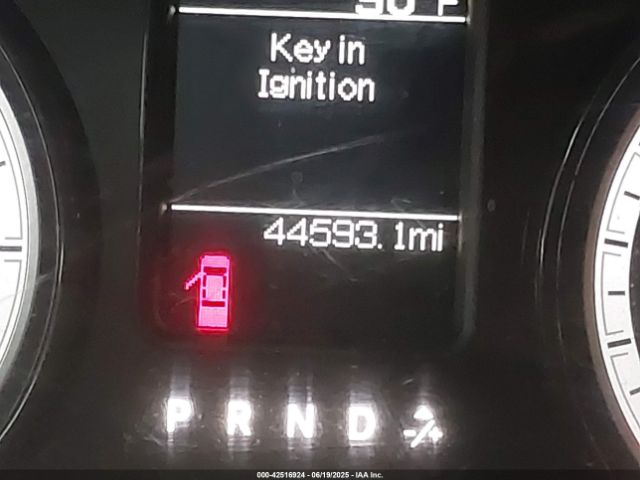 Key in
Ignition
44593.1mi
P R N D
000-42516924 - 06/19/2025 - IAA Inc.